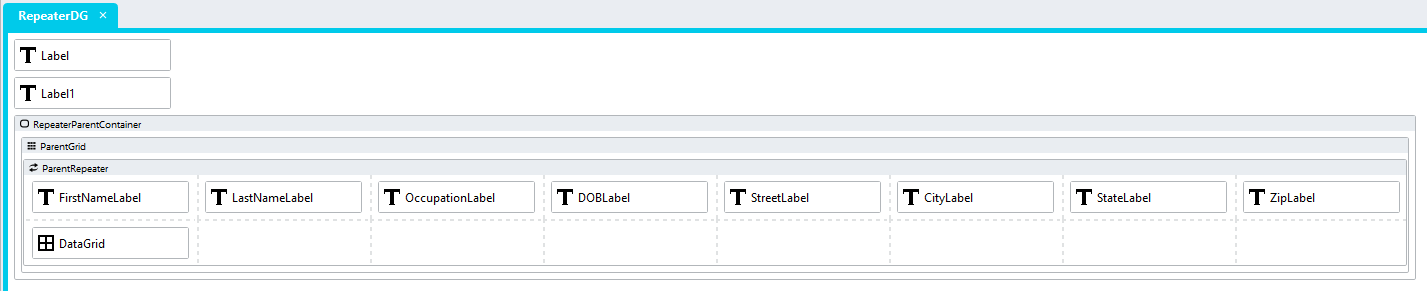 RepeaterDG ×
Label
Label1
RepeaterParentContainer
ParentGrid
ParentRepeater
FirstNameLabel LastNameLabel OccupationLabel DOBLabel StreetLabel CityLabel StateLabel ZipLabel
DataGrid